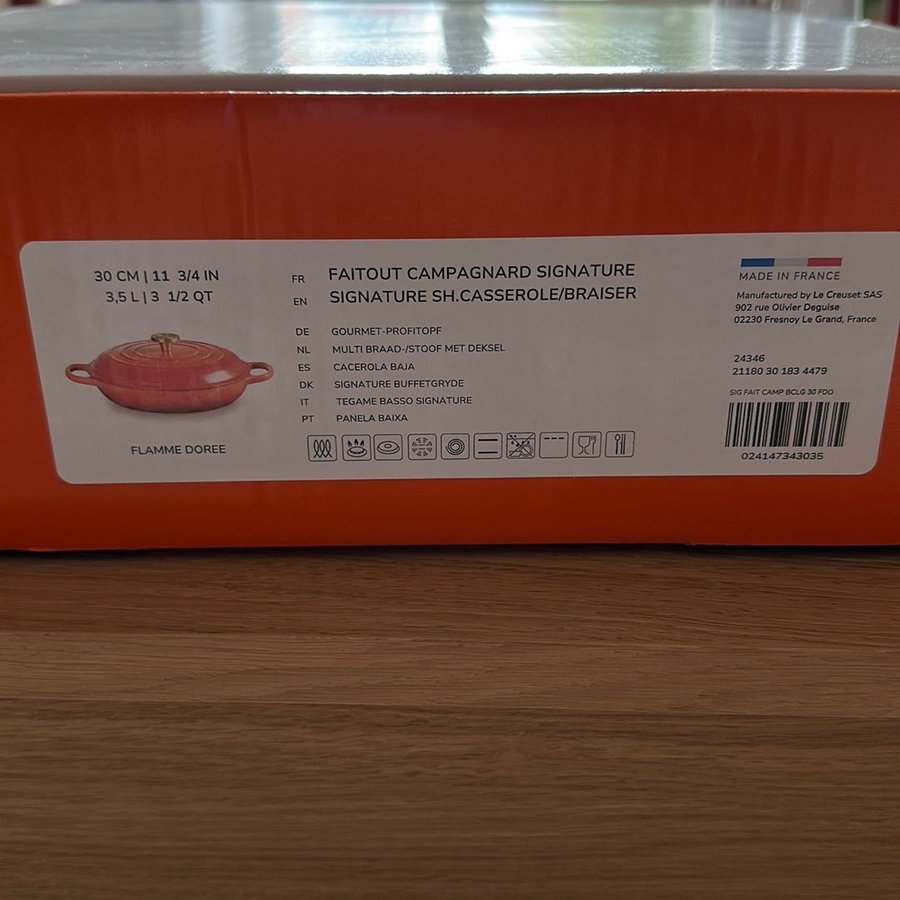 30 CM | 11 3/4 IN
3,5 L | 3 1/2 QT
FLAMME DOREE
FR FAITOUT CAMPAGNARD SIGNATURE
EN SIGNATURE SH.CASSEROLE/BRAISER
DE GOURMET-PROFITOPF
NL MULTI BRAAD-/STOOF MET DEKSEL
ES CACEROLA BAJA
DK SIGNATURE BUFFETGRYDE
IT TEGAME BASSO SIGNATURE
PT PANELA BAIXA
MADE IN FRANCE
Manufactured by Le Creuset SAS
902 rue Olivier Deguise
02230 Fresnoy Le Grand, France
24346
21180 30 183 4479
SIG FAIT CAMP BCLG 30 FDO
024147343035